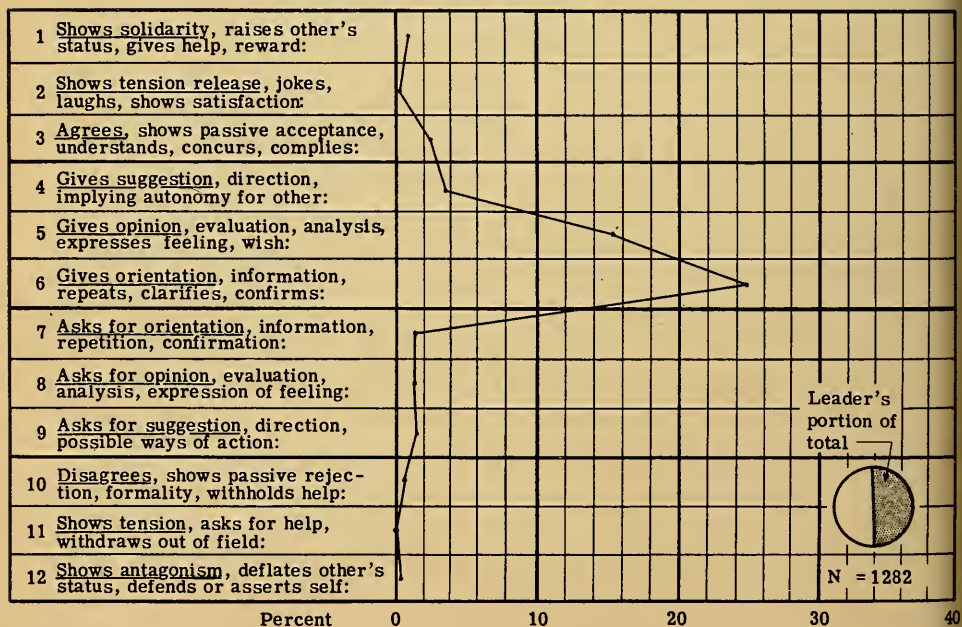 1 Shows solidarity, raises other's
status, gives help, reward:
2 Shows tension release, jokes,
laughs, shows satisfaction:
3 Agrees, shows passive acceptance,
understands, concurs, complies:
4 Gives suggestion, direction,
implying autonomy for other:
5 Gives opinion, evaluation, analysis,
expresses feeling, wish:
6 Gives orientation, information,
repeats, clarifies, confirms:
7 Asks for orientation, information,
repetition, confirmation:
8 Asks for opinion, evaluation,
analysis, expression of feeling:
9 Asks for suggestion, direction,
possible ways of action:
10 Disagrees, shows passive rejec-
tion, formality, withholds help:
11 Shows tension, asks for help,
withdraws out of field:
12 Shows antagonism, deflates other's
status, defends or asserts self:
Leader's
portion of
total
N = 1282
Percent 0 10 20 30 40